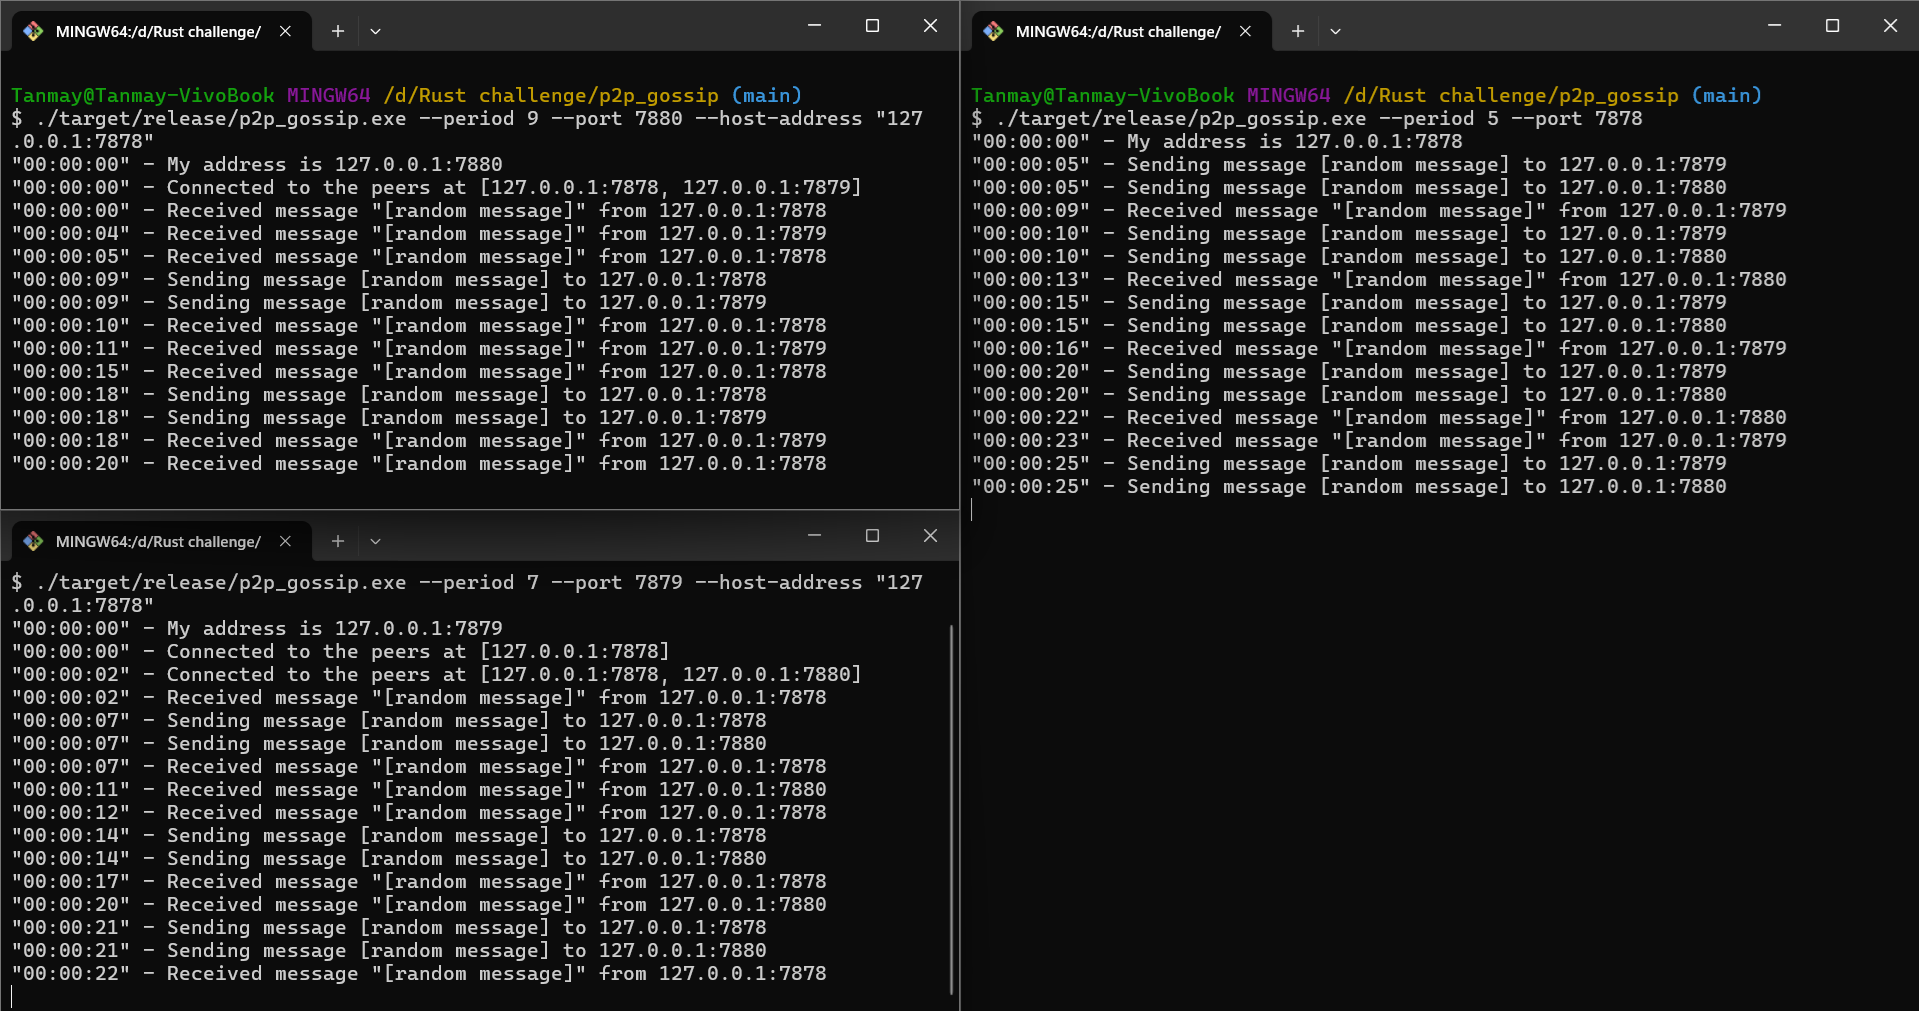 MINGW64:/d/Rust challenge/
Tanmay@Tanmay-VivoBook MINGW64 /d/Rust challenge/p2p_gossip (main)
$ ./target/release/p2p_gossip.exe --period 9 --port 7880 --host-address "127
.0.0.1:7878"
"00:00:00" - My address is 127.0.0.1:7880
"00:00:00" - Connected to the peers at [127.0.0.1:7878, 127.0.0.1:7879]
"00:00:00" - Received message "[random message]" from 127.0.0.1:7878
"00:00:04" - Received message "[random message]" from 127.0.0.1:7879
"00:00:05" - Received message "[random message]" from 127.0.0.1:7878
"00:00:09" - Sending message [random message] to 127.0.0.1:7878
"00:00:09" - Sending message [random message] to 127.0.0.1:7879
"00:00:10" - Received message "[random message]" from 127.0.0.1:7878
"00:00:11" - Received message "[random message]" from 127.0.0.1:7879
"00:00:15" - Received message "[random message]" from 127.0.0.1:7878
"00:00:18" - Sending message [random message] to 127.0.0.1:7878
"00:00:18" - Sending message [random message] to 127.0.0.1:7879
"00:00:18" - Received message "[random message]" from 127.0.0.1:7879
"00:00:20" - Received message "[random message]" from 127.0.0.1:7878
MINGW64:/d/Rust challenge/
$ ./target/release/p2p_gossip.exe --period 7 --port 7879 --host-address "127
.0.0.1:7878"
"00:00:00" - My address is 127.0.0.1:7879
"00:00:00" - Connected to the peers at [127.0.0.1:7878]
"00:00:02" - Connected to the peers at [127.0.0.1:7878, 127.0.0.1:7880]
"00:00:02" - Received message "[random message]" from 127.0.0.1:7878
"00:00:07" - Sending message [random message] to 127.0.0.1:7878
"00:00:07" - Sending message [random message] to 127.0.0.1:7880
"00:00:07" - Received message "[random message]" from 127.0.0.1:7878
"00:00:11" - Received message "[random message]" from 127.0.0.1:7880
"00:00:12" - Received message "[random message]" from 127.0.0.1:7878
"00:00:14" - Sending message [random message] to 127.0.0.1:7878
"00:00:14" - Sending message [random message] to 127.0.0.1:7880
"00:00:17" - Received message "[random message]" from 127.0.0.1:7878
"00:00:20" - Received message "[random message]" from 127.0.0.1:7880
"00:00:21" - Sending message [random message] to 127.0.0.1:7878
"00:00:21" - Sending message [random message] to 127.0.0.1:7880
"00:00:22" - Received message "[random message]" from 127.0.0.1:7878
MINGW64:/d/Rust challenge/
Tanmay@Tanmay-VivoBook MINGW64 /d/Rust challenge/p2p_gossip (main)
$ ./target/release/p2p_gossip.exe --period 5 --port 7878
"00:00:00" - My address is 127.0.0.1:7878
"00:00:05" - Sending message [random message] to 127.0.0.1:7879
"00:00:05" - Sending message [random message] to 127.0.0.1:7880
"00:00:09" - Received message "[random message]" from 127.0.0.1:7879
"00:00:10" - Sending message [random message] to 127.0.0.1:7879
"00:00:10" - Sending message [random message] to 127.0.0.1:7880
"00:00:13" - Received message "[random message]" from 127.0.0.1:7880
"00:00:15" - Sending message [random message] to 127.0.0.1:7879
"00:00:15" - Sending message [random message] to 127.0.0.1:7880
"00:00:16" - Received message "[random message]" from 127.0.0.1:7879
"00:00:20" - Sending message [random message] to 127.0.0.1:7879
"00:00:20" - Sending message [random message] to 127.0.0.1:7880
"00:00:22" - Received message "[random message]" from 127.0.0.1:7880
"00:00:23" - Received message "[random message]" from 127.0.0.1:7879
"00:00:25" - Sending message [random message] to 127.0.0.1:7879
"00:00:25" - Sending message [random message] to 127.0.0.1:7880